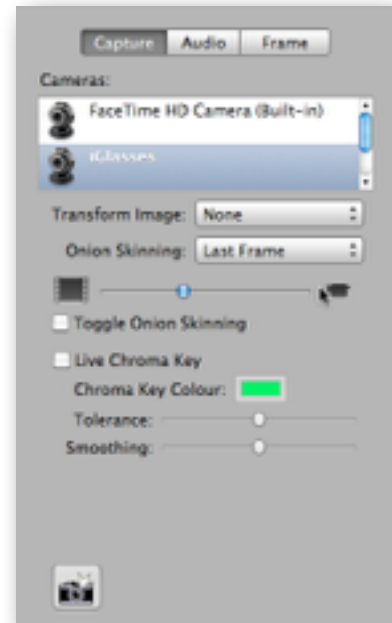 Capture Audio Frame
Cameras:
FaceTime HD Camera (Built-in)
iGlasses
Transform Image: None
Onion Skinning: Last Frame
Toggle Onion Skinning
Live Chroma Key
Chroma Key Colour:
Tolerance:
Smoothing: